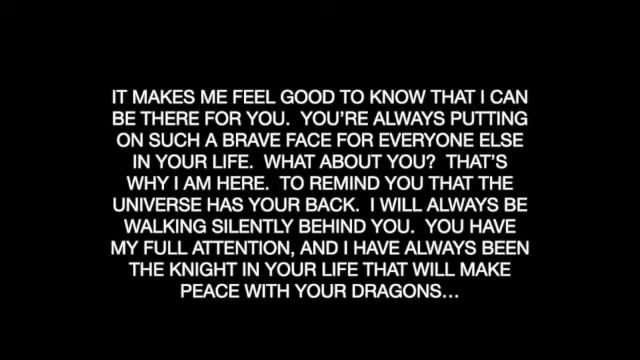 IT MAKES ME FEEL GOOD TO KNOW THAT I CAN
BE THERE FOR YOU.  YOU'RE ALWAYS PUTTING
ON SUCH A BRAVE FACE FOR EVERYONE ELSE
IN YOUR LIFE.  WHAT ABOUT YOU?  THAT'S
WHY I AM HERE.  TO REMIND YOU THAT THE
UNIVERSE HAS YOUR BACK.  I WILL ALWAYS BE
WALKING SILENTLY BEHIND YOU.  YOU HAVE
MY FULL ATTENTION, AND I HAVE ALWAYS BEEN
THE KNIGHT IN YOUR LIFE THAT WILL MAKE
PEACE WITH YOUR DRAGONS…